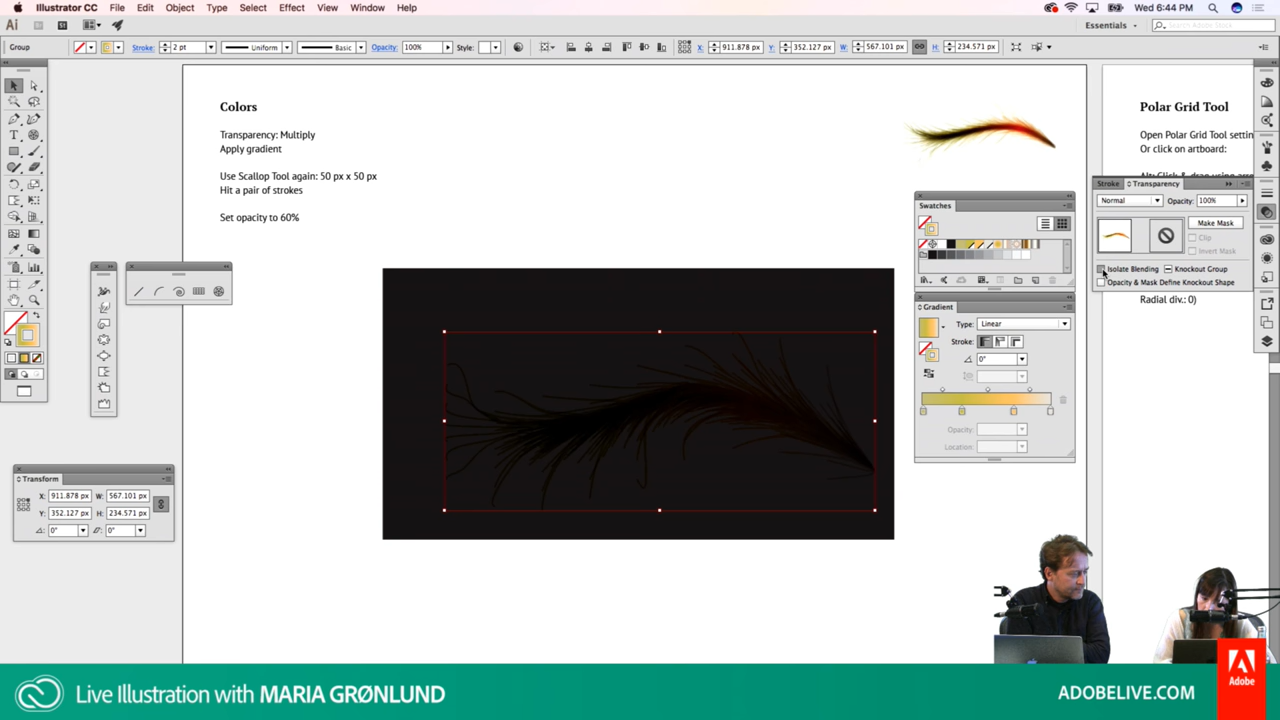 Illustrator CC File Edit Object Type Select Effect View Window Help
Wed 6:44 PM
Ai
Br
St
Essentials
Search Adobe Stock
Group
Stroke: 2 pt
Uniform
Basic
Opacity: 100%
Style:
X: 911.878 px
Y: 352.127 px
W: 567.101 px
H: 234.571 px
Colors
Transparency: Multiply
Apply gradient
Use Scallop Tool again: 50 px x 50 px
Hit a pair of strokes
Set opacity to 60%
Polar Grid Tool
Open Polar Grid Tool settin
Or click on artboard:
Stroke
Transparency
Normal
Opacity: 100%
Make Mask
Clip
Invert Mask
Isolate Blending
Knockout Group
Opacity & Mask Define Knockout Shape
Radial div.: 0)
Swatches
Gradient
Type: Linear
Stroke:
0°
Opacity:
Location:
Transform
X: 911.878 px
W: 567.101 px
Y: 352.127 px
H: 234.571 px
0°
0°
Live Illustration with MARIA GRØNLUND
ADOBELIVE.COM
Adobe